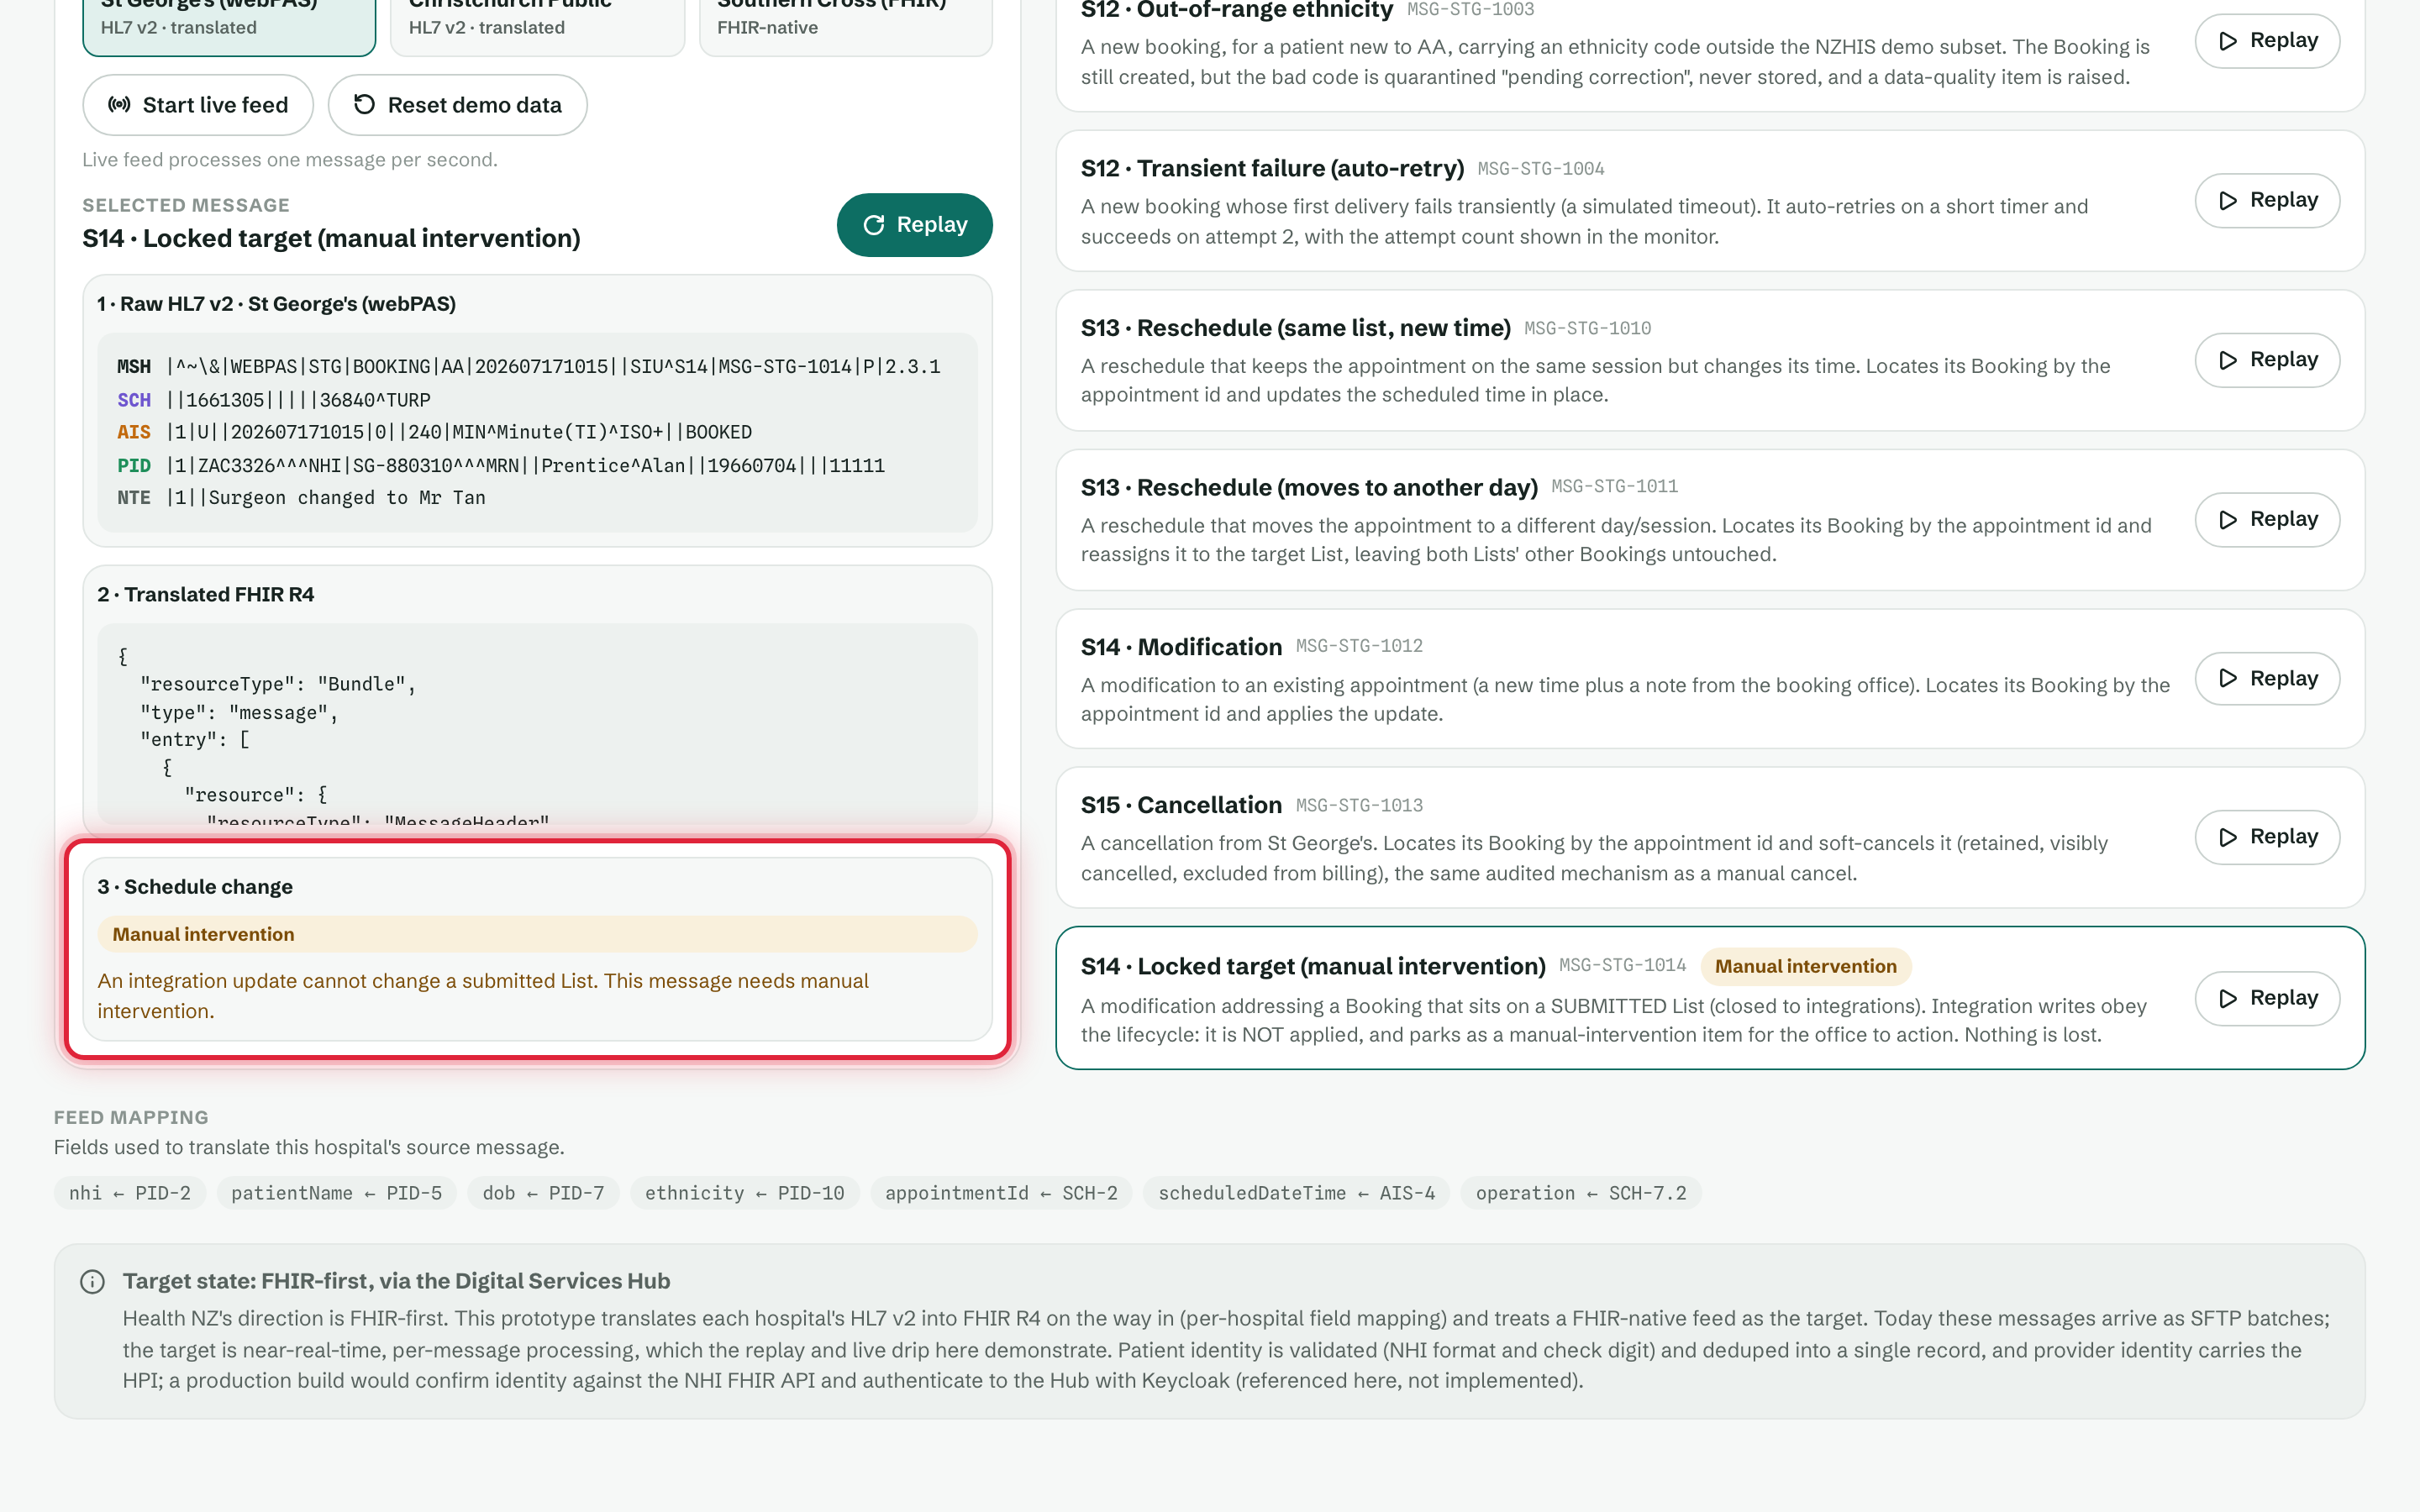 St George's (webPAS)
HL7 v2 · translated
Christchurch Public
HL7 v2 · translated
Southern Cross (FHIR)
FHIR-native
Start live feed
Reset demo data
Live feed processes one message per second.
SELECTED MESSAGE
S14 · Locked target (manual intervention)
Replay
1 · Raw HL7 v2 · St George's (webPAS)
MSH |^~\&|WEBPAS|STG|BOOKING|AA|202607171015||SIU^S14|MSG-STG-1014|P|2.3.1
SCH ||1661305|||||36840^TURP
AIS |1|U||202607171015|0||240|MIN^Minute(TI)^ISO+||BOOKED
PID |1|ZAC3326^^^NHI|SG-880310^^^MRN||Prentice^Alan||19660704|||11111
NTE |1||Surgeon changed to Mr Tan
2 · Translated FHIR R4
{
"resourceType": "Bundle",
"type": "message",
"entry": [
{
"resource": {
"resourceType": "MessageHeader"
3 · Schedule change
Manual intervention
An integration update cannot change a submitted List. This message needs manual
intervention.
S12 · Out-of-range ethnicity MSG-STG-1003
A new booking, for a patient new to AA, carrying an ethnicity code outside the NZHIS demo subset. The Booking is
still created, but the bad code is quarantined "pending correction", never stored, and a data-quality item is raised.
Replay
S12 · Transient failure (auto-retry) MSG-STG-1004
A new booking whose first delivery fails transiently (a simulated timeout). It auto-retries on a short timer and
succeeds on attempt 2, with the attempt count shown in the monitor.
Replay
S13 · Reschedule (same list, new time) MSG-STG-1010
A reschedule that keeps the appointment on the same session but changes its time. Locates its Booking by the
appointment id and updates the scheduled time in place.
Replay
S13 · Reschedule (moves to another day) MSG-STG-1011
A reschedule that moves the appointment to a different day/session. Locates its Booking by the appointment id and
reassigns it to the target List, leaving both Lists' other Bookings untouched.
Replay
S14 · Modification MSG-STG-1012
A modification to an existing appointment (a new time plus a note from the booking office). Locates its Booking by the
appointment id and applies the update.
Replay
S15 · Cancellation MSG-STG-1013
A cancellation from St George's. Locates its Booking by the appointment id and soft-cancels it (retained, visibly
cancelled, excluded from billing), the same audited mechanism as a manual cancel.
Replay
S14 · Locked target (manual intervention) MSG-STG-1014 Manual intervention
A modification addressing a Booking that sits on a SUBMITTED List (closed to integrations). Integration writes obey
the lifecycle: it is NOT applied, and parks as a manual-intervention item for the office to action. Nothing is lost.
Replay
FEED MAPPING
Fields used to translate this hospital's source message.
nhi ← PID-2 patientName ← PID-5 dob ← PID-7 ethnicity ← PID-10 appointmentId ← SCH-2 scheduledDateTime ← AIS-4 operation ← SCH-7.2
Target state: FHIR-first, via the Digital Services Hub
Health NZ's direction is FHIR-first. This prototype translates each hospital's HL7 v2 into FHIR R4 on the way in (per-hospital field mapping) and treats a FHIR-native feed as the target. Today these messages arrive as SFTP batches;
the target is near-real-time, per-message processing, which the replay and live drip here demonstrate. Patient identity is validated (NHI format and check digit) and deduped into a single record, and provider identity carries the
HPI; a production build would confirm identity against the NHI FHIR API and authenticate to the Hub with Keycloak (referenced here, not implemented).